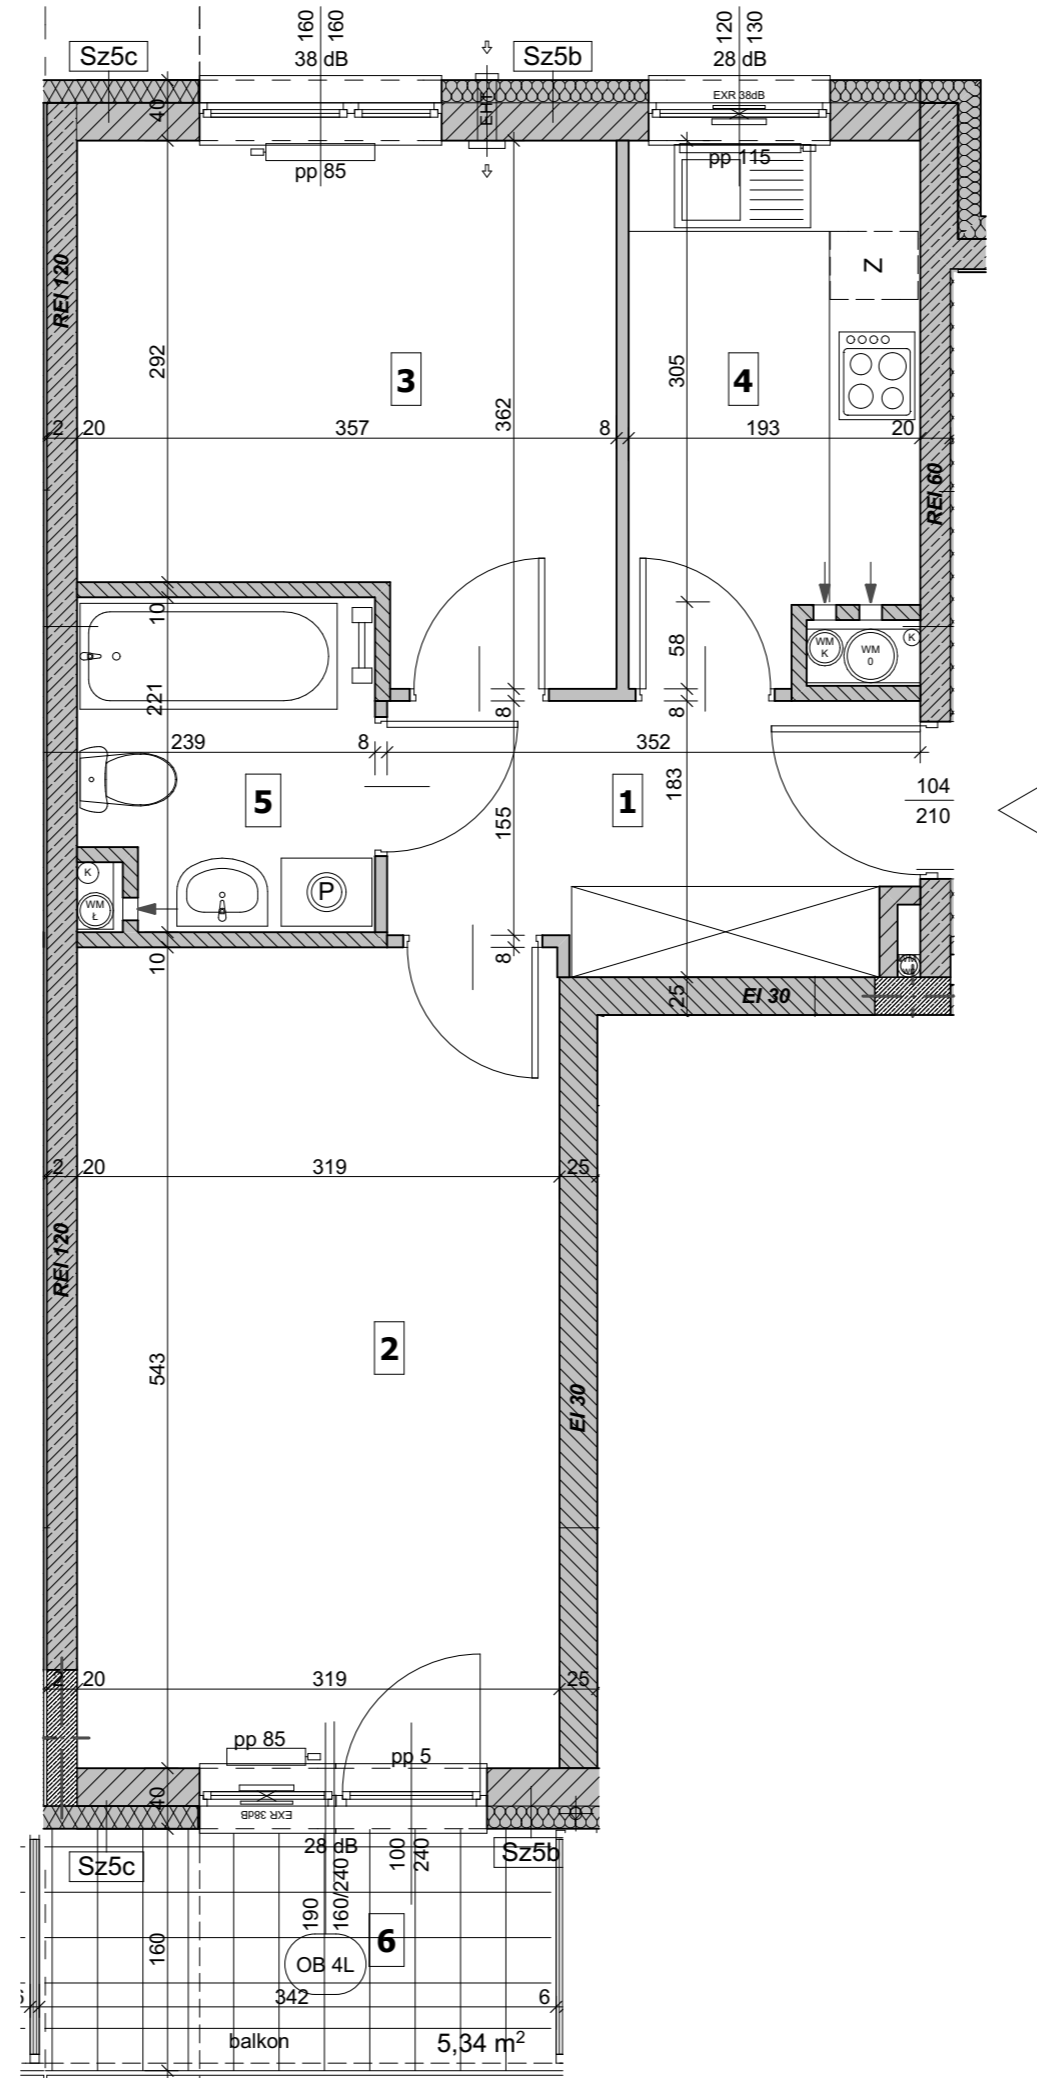 160
160
120
130
Sz5c
38 dB
Sz5b
28 dB
EXR 38dB
40
EHT
pp 85
pp 115
REI 120
Z
292
3
362
305
4
2
20
357
8
193
20
REI 60
10
58
WM
K
WM
0
K
221
8
8
239
8
352
183
104
210
5
1
155
K
WM
Ł
P
10
8
25
EI 30
2
20
319
25
REI 120
2
543
EI 30
2
20
319
25
pp 85
pp 5
40
EXR 38dB
28 dB
Sz5c
Sz5b
100
240
190
160/240
6
160
OB 4L
342
6
balkon
5,34 m²